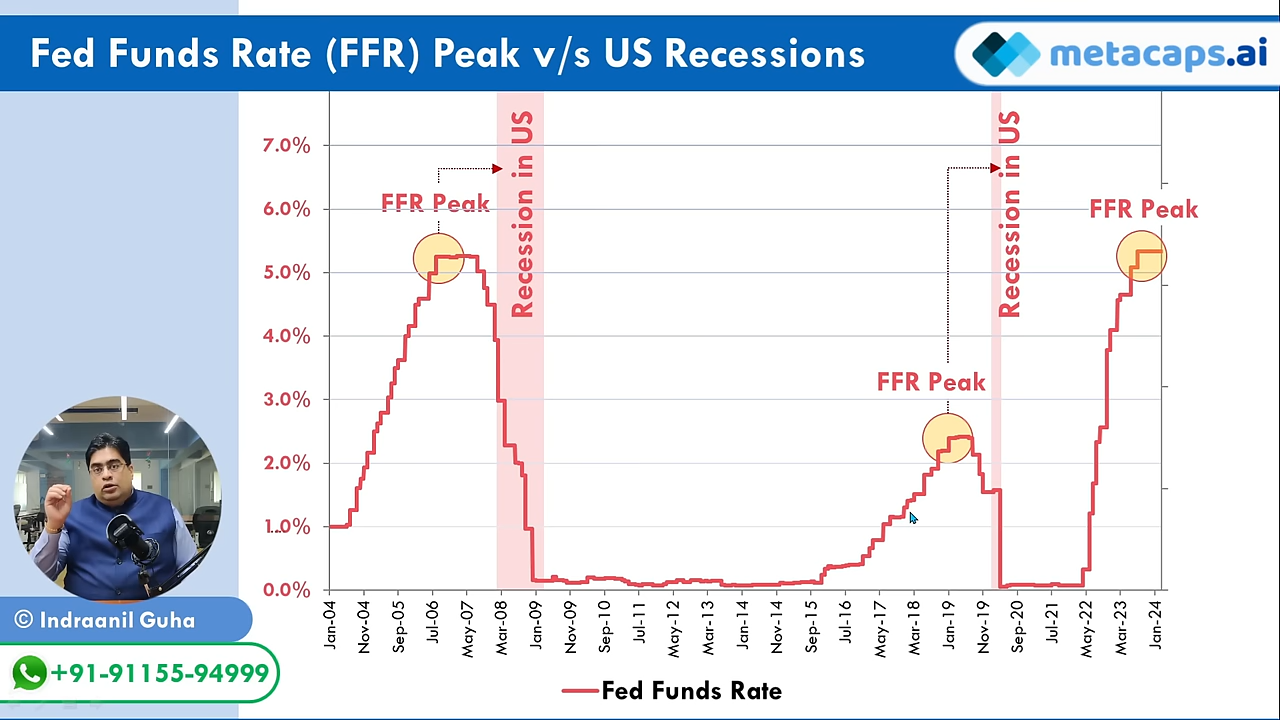 Fed Funds Rate (FFR) Peak v/s US Recessions
metacaps.ai
7.0%
6.0%
5.0%
4.0%
3.0%
2.0%
1.0%
0.0%
FFR Peak
Recession in US
FFR Peak
Recession in US
FFR Peak
Jan-04
Nov-04
Sep-05
Jul-06
May-07
Mar-08
Jan-09
Nov-09
Sep-10
Jul-11
May-12
Mar-13
Jan-14
Nov-14
Sep-15
Jul-16
May-17
Mar-18
Jan-19
Nov-19
Sep-20
Jul-21
May-22
Mar-23
Jan-24
Fed Funds Rate
© Indraanil Guha
+91-91155-94999